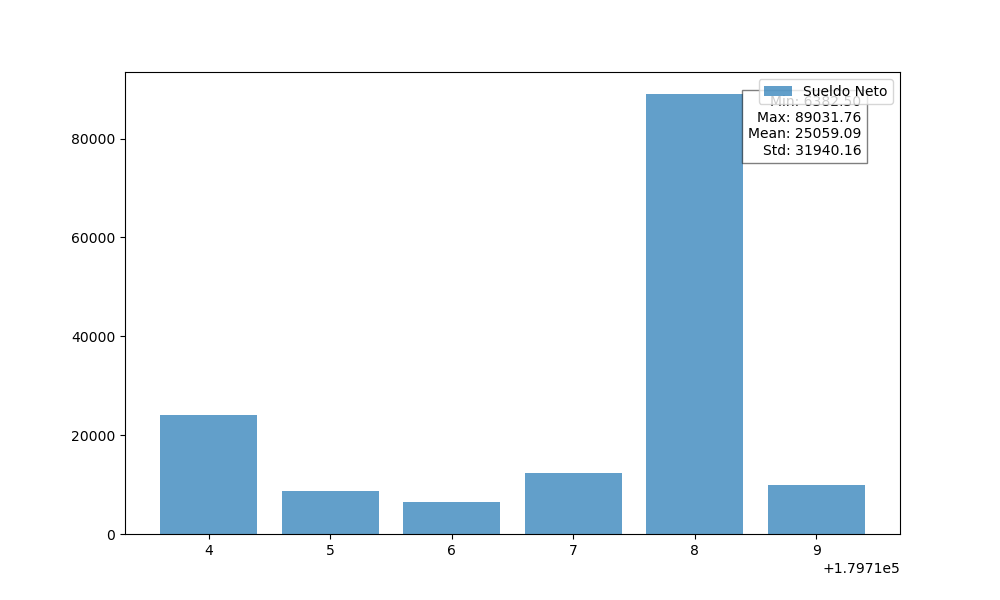 Sueldo Neto
Min: 6382.50
Max: 89031.76
Mean: 25059.09
Std: 31940.16
80000
60000
40000
20000
0
4 5 6 7 8 9
+1.7971e5